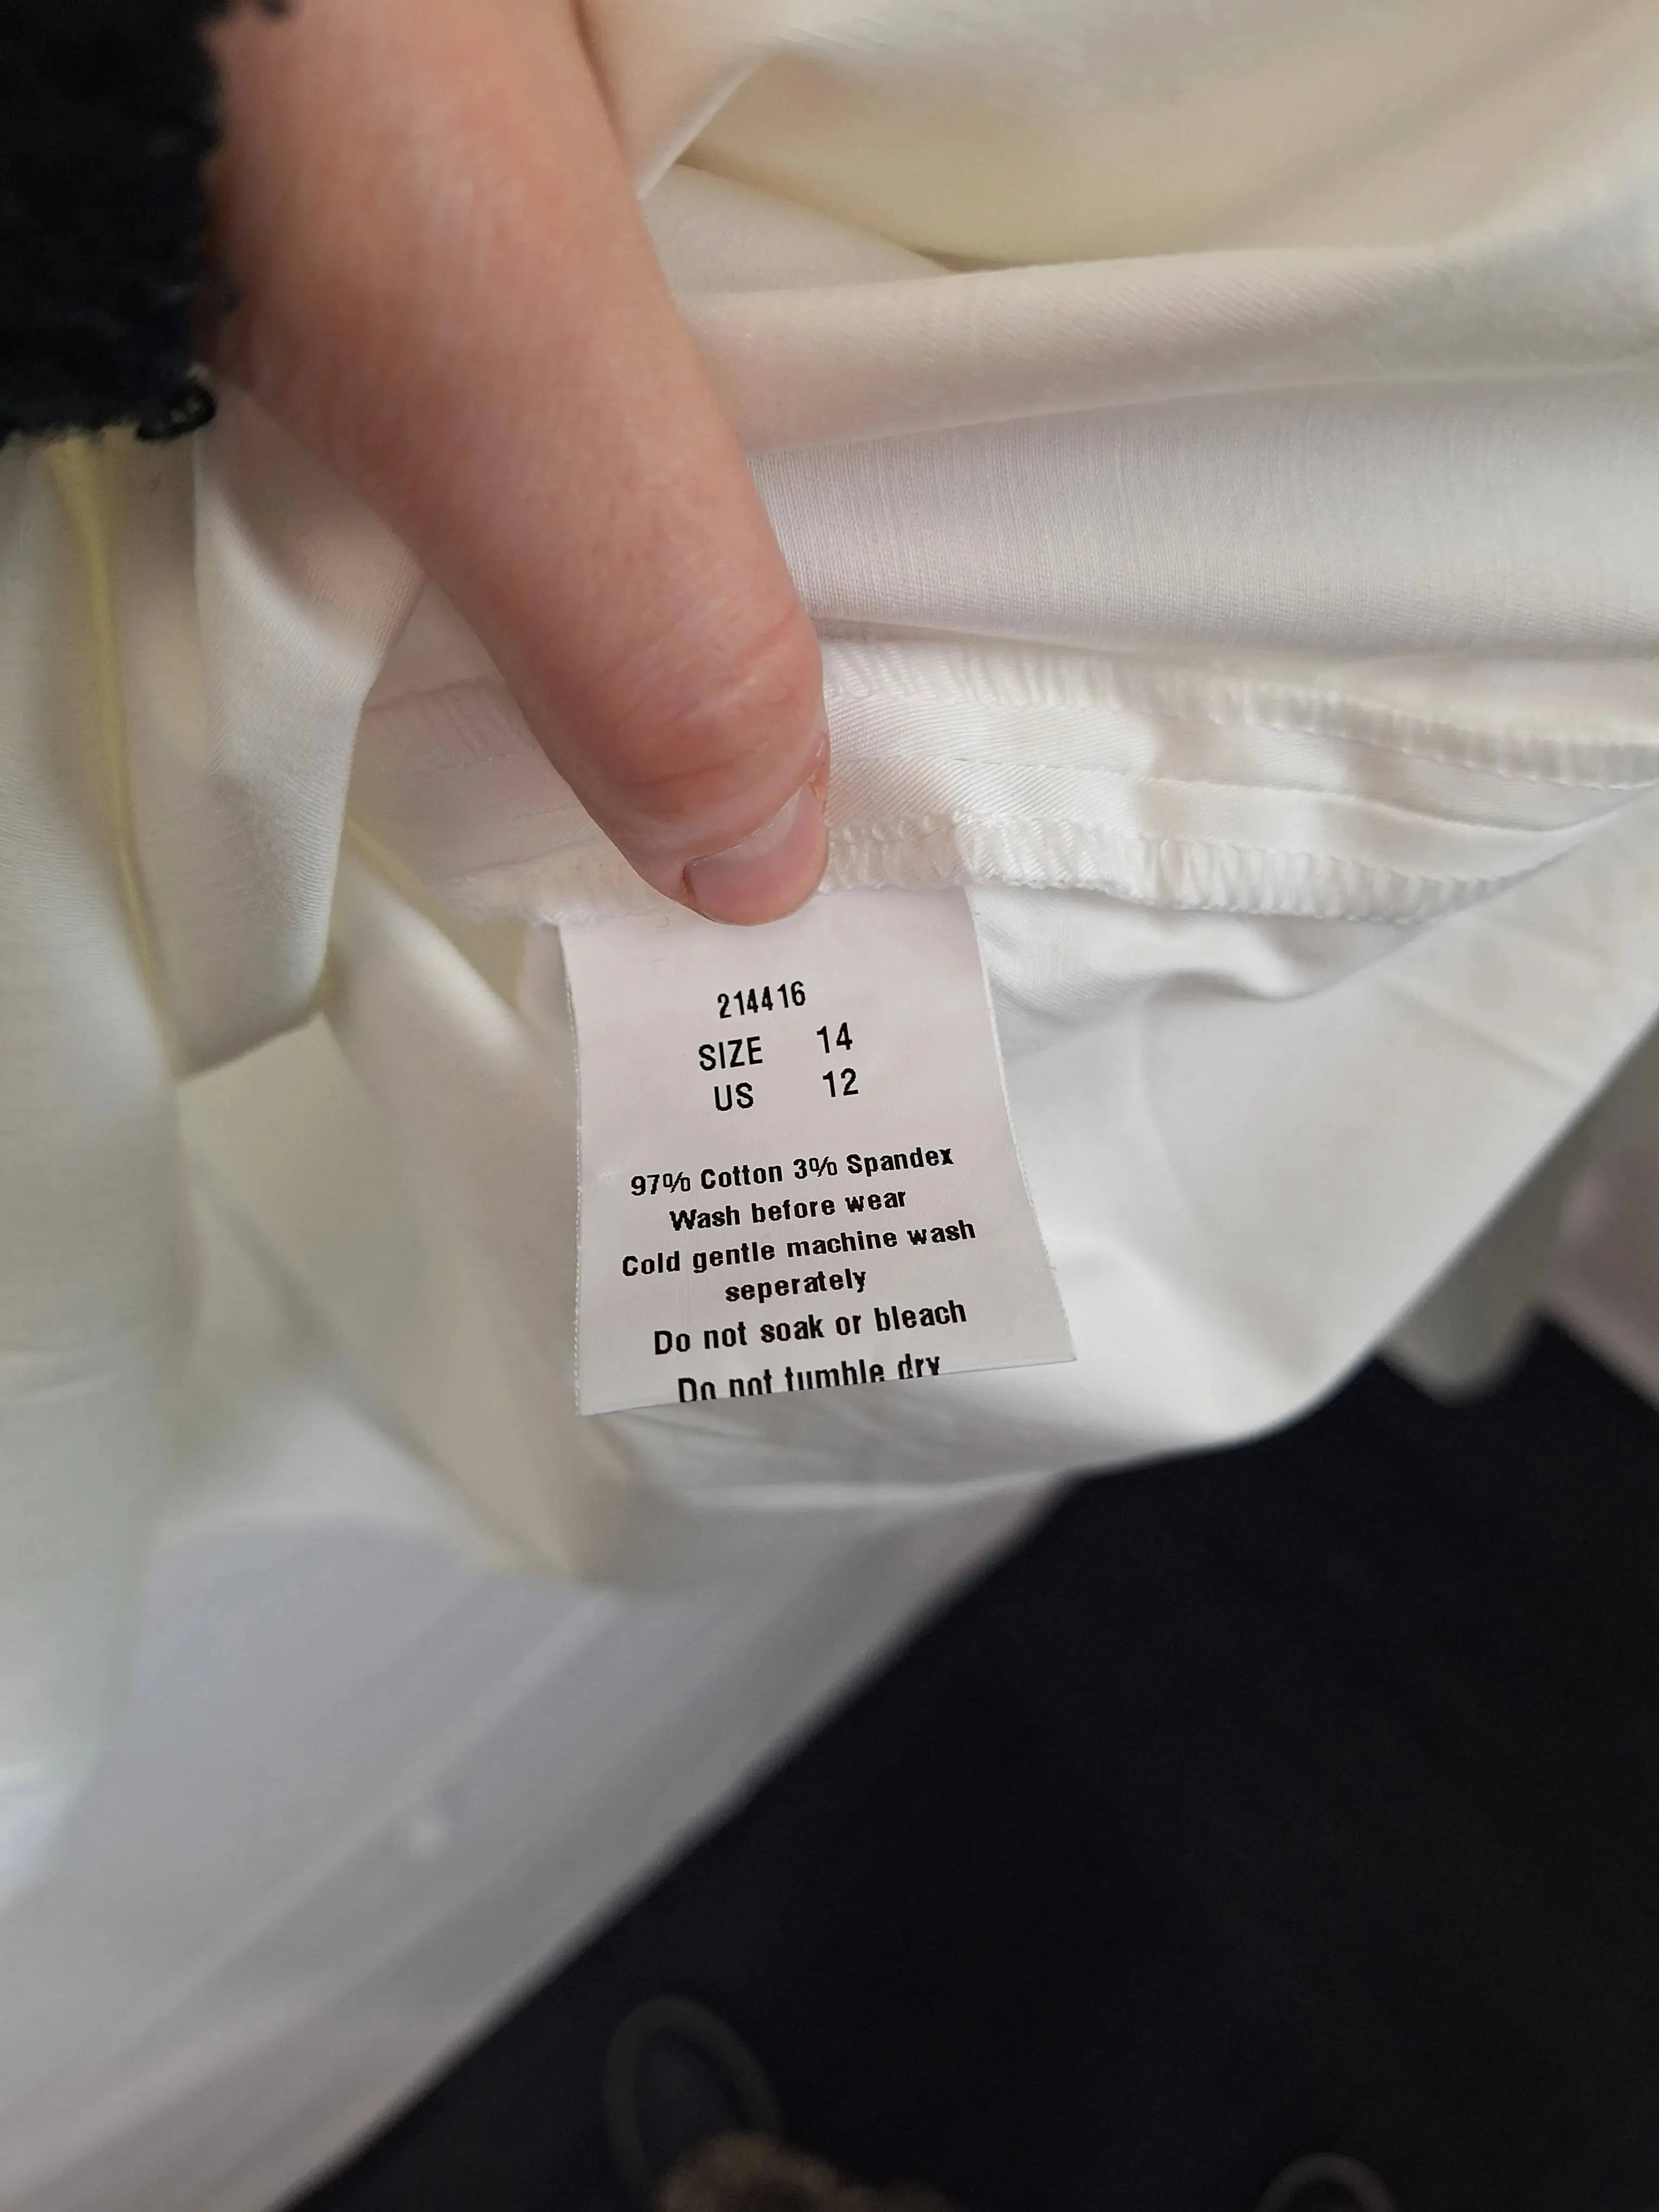 214416
SIZE 14
US 12
97% Cotton 3% Spandex
Wash before wear
Cold gentle machine wash
seperately
Do not soak or bleach
Do not tumble dry